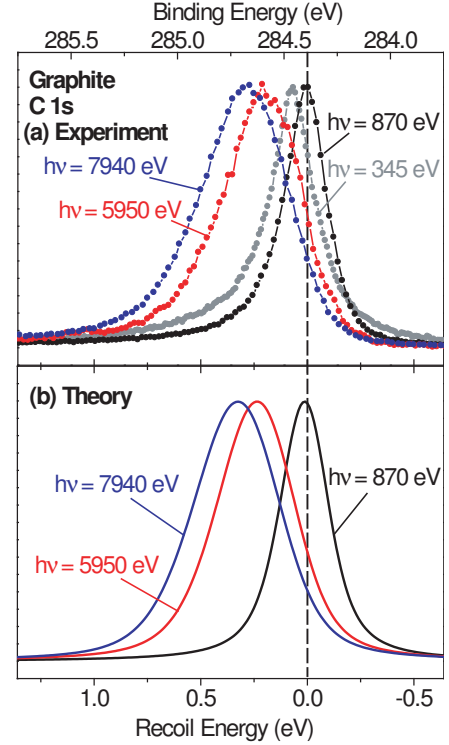 Binding Energy (eV)
285.5 285.0 284.5 284.0
Graphite
C 1s
(a) Experiment
hν = 870 eV
hν = 7940 eV
hν = 345 eV
hν = 5950 eV
(b) Theory
hν = 7940 eV
hν = 870 eV
hν = 5950 eV
1.0 0.5 0.0 -0.5
Recoil Energy (eV)